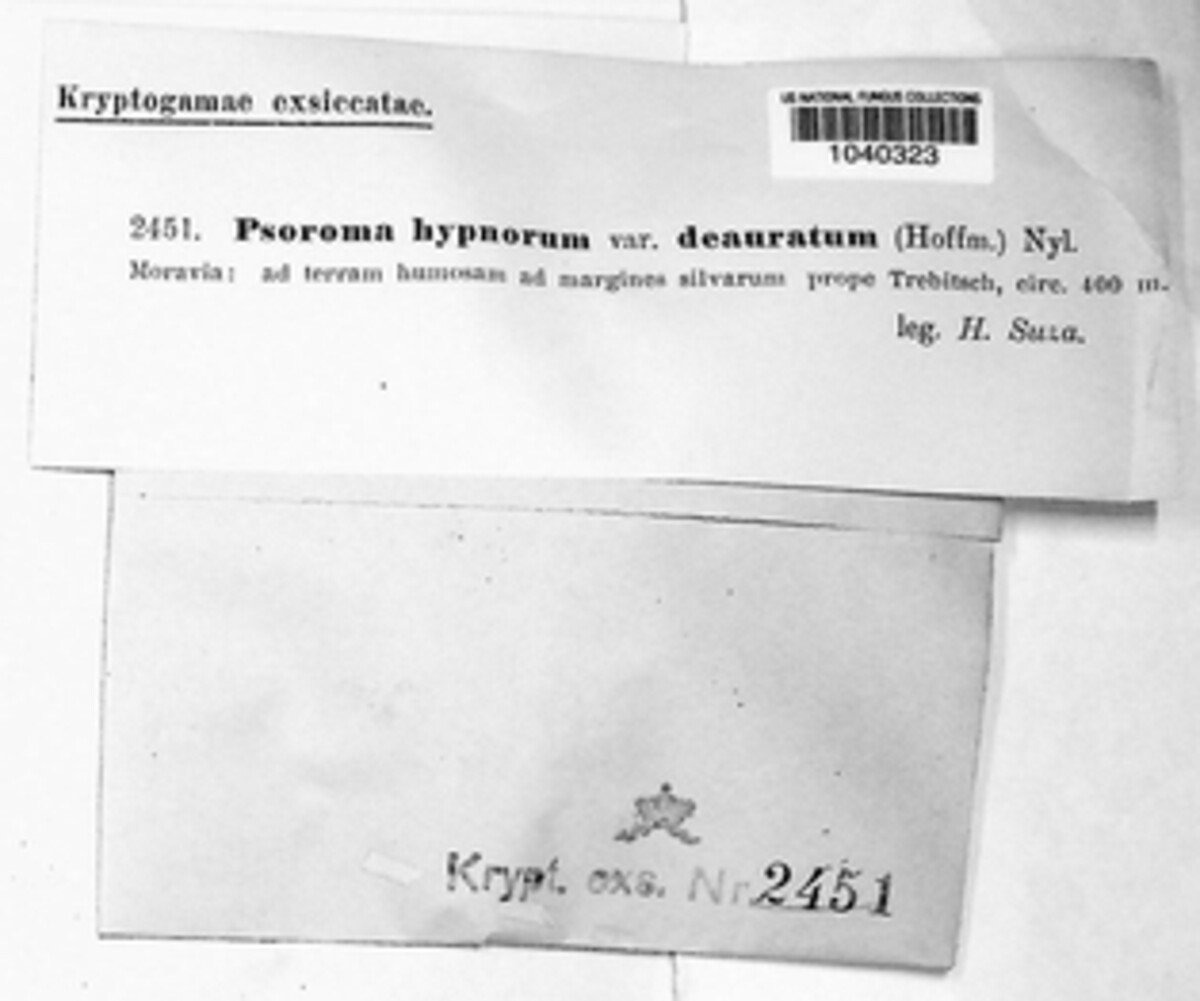 Kryptogamae exsiccatae.
US NATIONAL FUNGUS COLLECTIONS
1040323
2451. Psoroma hypnorum var. deauratum (Hoffm.) Nyl.
Moravia: ad terram humosam ad margines silvarum prope Trebitsch, circ. 400 m.
leg. H. Suza.
Krypt. exs. Nr. 2451